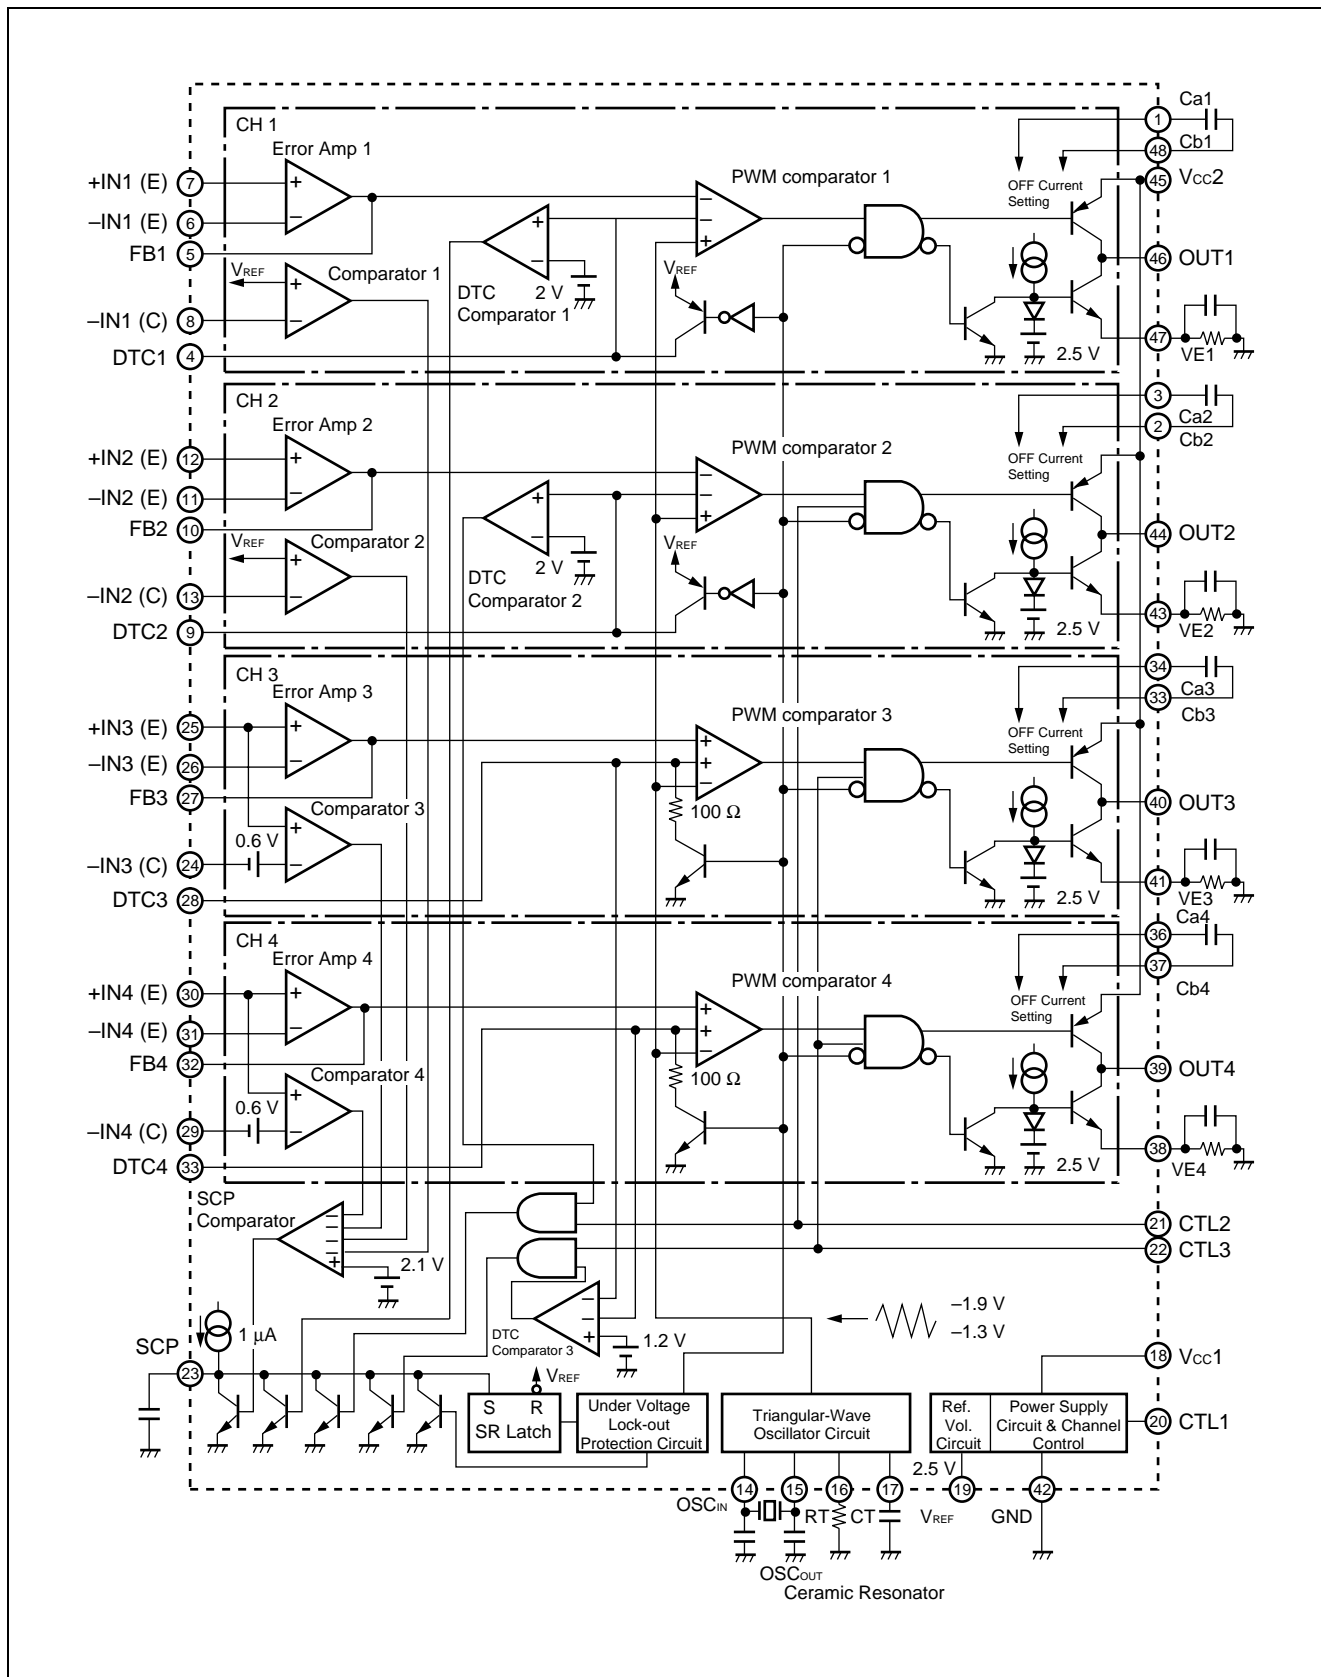 CH 1
Error Amp 1
+IN1 (E) 7
–IN1 (E) 6
FB1 5
VREF
Comparator 1
–IN1 (C) 8
DTC1 4
+
–
+
–
+
–
2 V
DTC
Comparator 1
PWM comparator 1
–
–
+
VREF
OFF Current
Setting
2.5 V
1 Ca1
48 Cb1
45 VCC2
46 OUT1
47
VE1
CH 2
Error Amp 2
+IN2 (E) 12
–IN2 (E) 11
FB2 10
VREF
Comparator 2
–IN2 (C) 13
DTC2 9
+
–
+
–
+
–
2 V
DTC
Comparator 2
PWM comparator 2
–
–
+
VREF
OFF Current
Setting
2.5 V
3
Ca2
2
Cb2
44 OUT2
43
VE2
CH 3
Error Amp 3
+IN3 (E) 25
–IN3 (E) 26
FB3 27
Comparator 3
0.6 V
–IN3 (C) 24
DTC3 28
+
–
+
–
PWM comparator 3
+
+
–
100 Ω
OFF Current
Setting
2.5 V
34
Ca3
33
Cb3
40 OUT3
41
VE3
CH 4
Error Amp 4
+IN4 (E) 30
–IN4 (E) 31
FB4 32
Comparator 4
0.6 V
–IN4 (C) 29
DTC4 33
+
–
+
–
PWM comparator 4
+
+
–
100 Ω
OFF Current
Setting
2.5 V
Ca4
36
37
Cb4
39 OUT4
38
VE4
SCP
Comparator
–
–
–
–
+
2.1 V
21 CTL2
22 CTL3
–
–
+
DTC
Comparator 3
1.2 V
–1.9 V
–1.3 V
1 µA
SCP
23
VREF
S R
SR Latch
Under Voltage
Lock-out
Protection Circuit
Triangular-Wave
Oscillator Circuit
Ref.
Vol.
Circuit
Power Supply
Circuit & Channel
Control
18 VCC1
20 CTL1
2.5 V
14 15 16 17 19 42
OSCIN RT CT VREF GND
OSCOUT
Ceramic Resonator